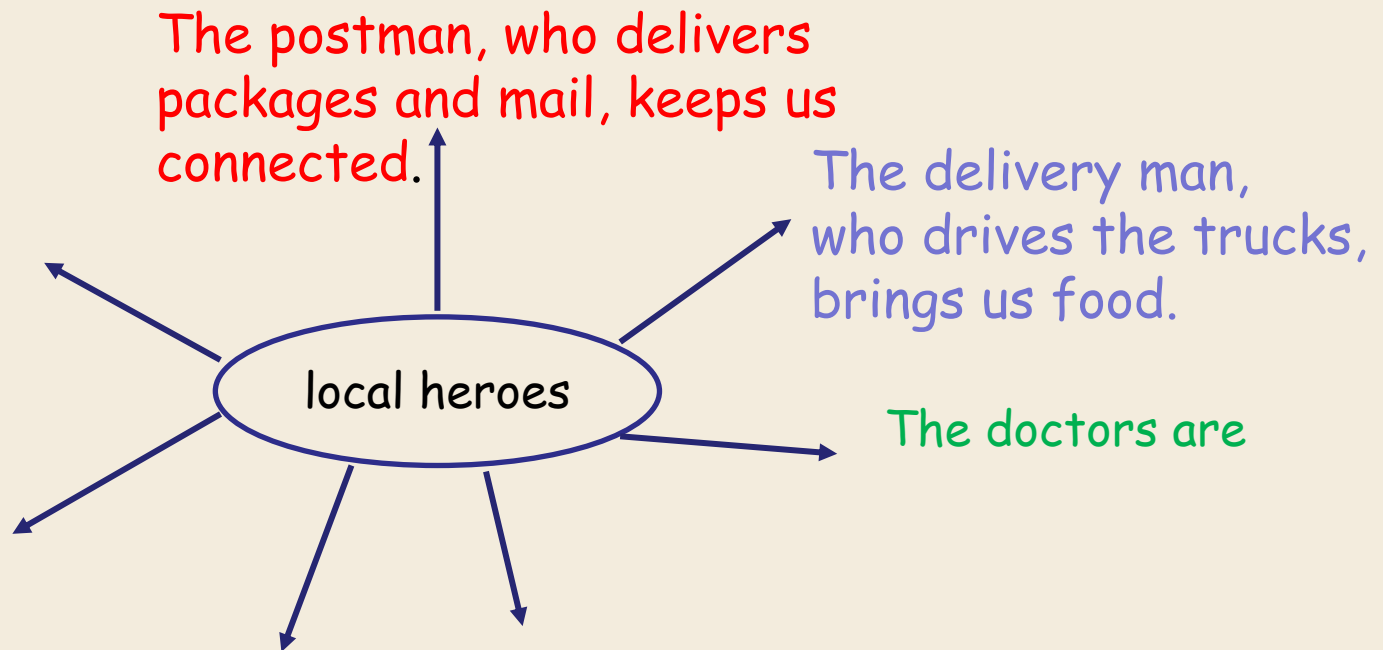 The postman, who delivers
packages and mail, keeps us
connected.
The delivery man,
who drives the trucks,
brings us food.
local heroes
The doctors are